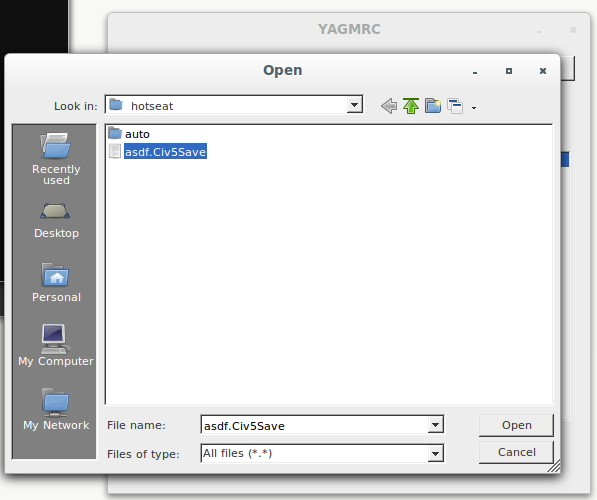 YAGMRC
Open
Look in: hotseat
auto
asdf.Civ5Save
Recently
used
Desktop
Personal
My Computer
My Network
File name: asdf.Civ5Save Open
Files of type: All files (*.*) Cancel